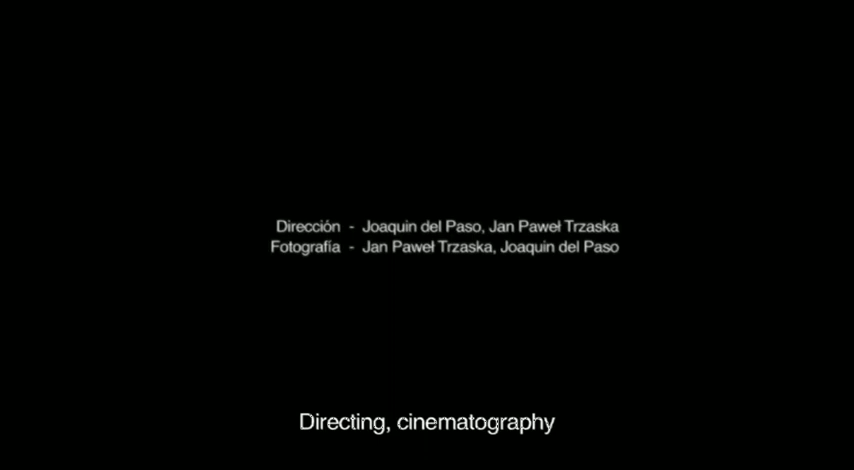 Dirección - Joaquin del Paso, Jan Paweł Trzaska
Fotografía - Jan Paweł Trzaska, Joaquin del Paso
Directing, cinematography